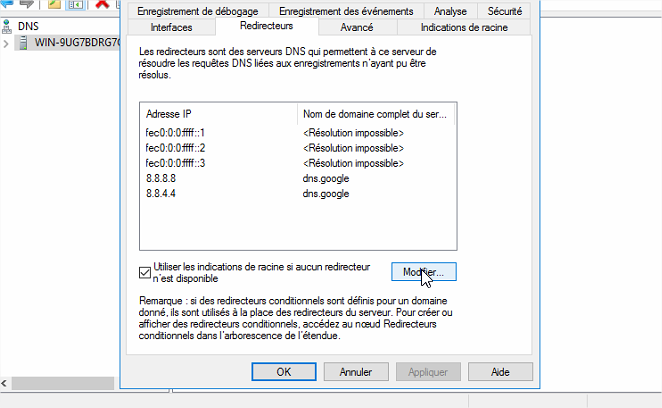 Enregistrement de débogage Enregistrement des événements Analyse Sécurité
DNS Interfaces Redirecteurs Avancé Indications de racine
WIN-9UG7BDRG7
Les redirecteurs sont des serveurs DNS qui permettent à ce serveur de
résoudre les requêtes DNS liées aux enregistrements n'ayant pu être
résolus.
Adresse IP Nom de domaine complet du ser...
fec0:0:0:ffff::1 <Résolution impossible>
fec0:0:0:ffff::2 <Résolution impossible>
fec0:0:0:ffff::3 <Résolution impossible>
8.8.8.8 dns.google
8.8.4.4 dns.google
Utiliser les indications de racine si aucun redirecteur
n'est disponible
Modifier...
Remarque : si des redirecteurs conditionnels sont définis pour un domaine
donné, ils sont utilisés à la place des redirecteurs du serveur. Pour créer ou
afficher des redirecteurs conditionnels, accédez au nœud Redirecteurs
conditionnels dans l'arborescence de l'étendue.
OK Annuler Appliquer Aide